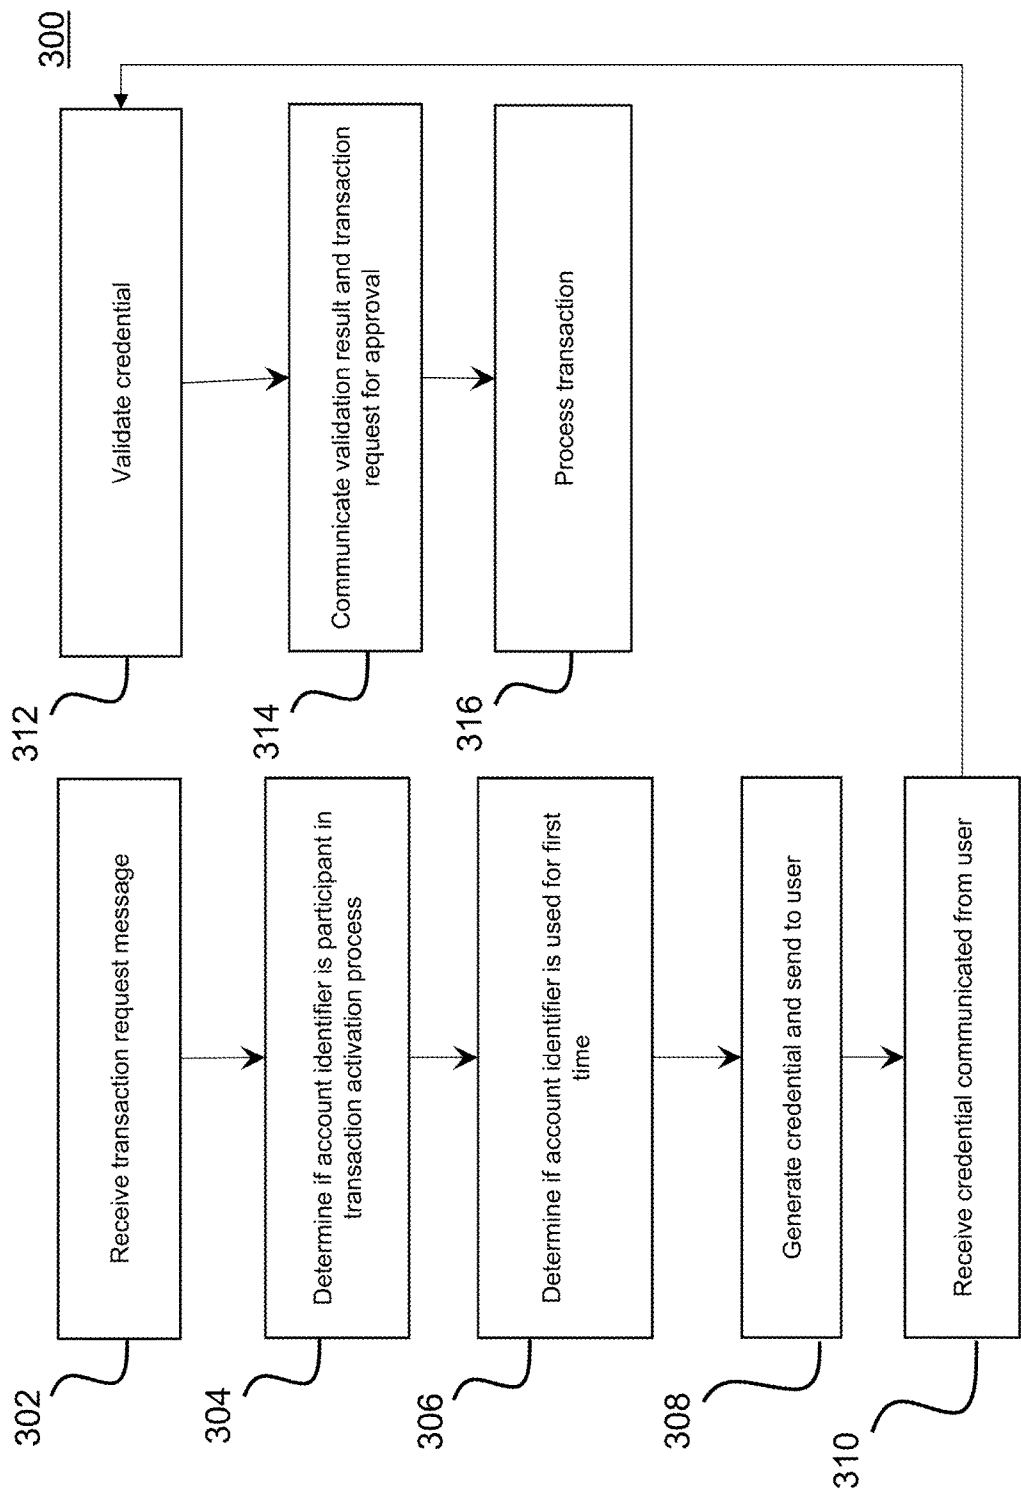 300
302
Receive transaction request message
304
Determine if account identifier is participant in
transaction activation process
306
Determine if account identifier is used for first
time
308
Generate credential and send to user
310
Receive credential communicated from user
312
Validate credential
314
Communicate validation result and transaction
request for approval
316
Process transaction